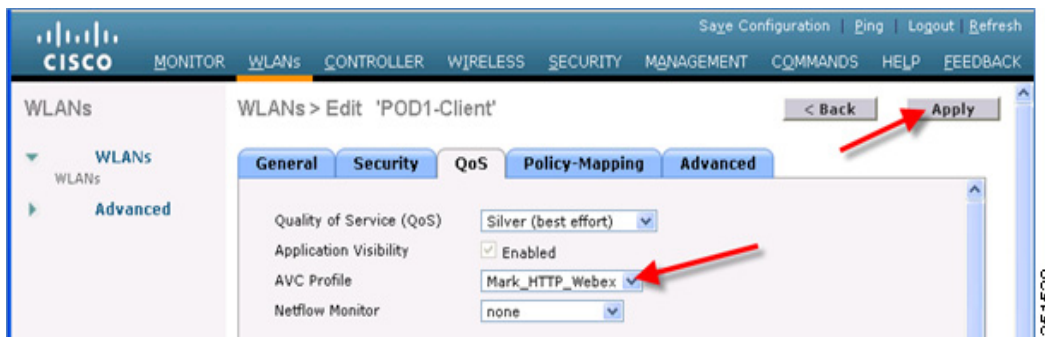 Save Configuration | Ping | Logout | Refresh
CISCO MONITOR WLANs CONTROLLER WIRELESS SECURITY MANAGEMENT COMMANDS HELP FEEDBACK
WLANs
WLANs > Edit 'POD1-Client'
< Back
Apply
WLANs
WLANs
Advanced
General Security QoS Policy-Mapping Advanced
Quality of Service (QoS) Silver (best effort)
Application Visibility Enabled
AVC Profile Mark_HTTP_Webex
Netflow Monitor none